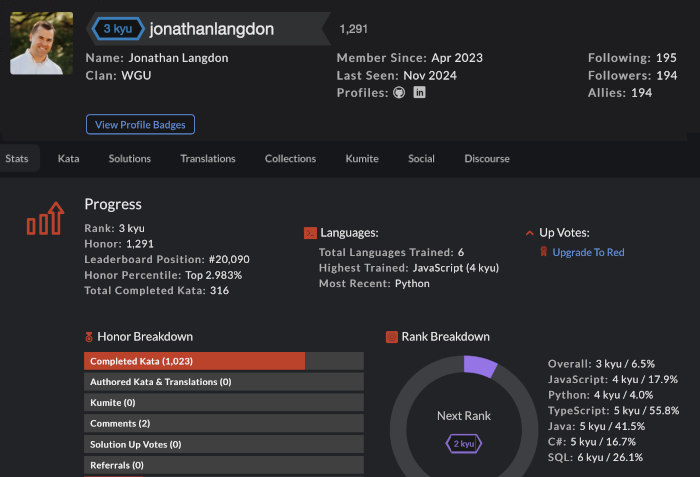 3 kyu jonathanlangdon 1,291
Name: Jonathan Langdon
Clan: WGU
Member Since: Apr 2023
Last Seen: Nov 2024
Profiles: in
Following: 195
Followers: 194
Allies: 194
View Profile Badges
Stats Kata Solutions Translations Collections Kumite Social Discourse
Progress
Rank: 3 kyu
Honor: 1,291
Leaderboard Position: #20,090
Honor Percentile: Top 2.983%
Total Completed Kata: 316
Languages:
Total Languages Trained: 6
Highest Trained: JavaScript (4 kyu)
Most Recent: Python
Up Votes:
Upgrade To Red
Honor Breakdown
Completed Kata (1,023)
Authored Kata & Translations (0)
Kumite (0)
Comments (2)
Solution Up Votes (0)
Referrals (0)
Rank Breakdown
Next Rank
2 kyu
Overall: 3 kyu / 6.5%
JavaScript: 4 kyu / 17.9%
Python: 4 kyu / 4.0%
TypeScript: 5 kyu / 55.8%
Java: 5 kyu / 41.5%
C#: 5 kyu / 16.7%
SQL: 6 kyu / 26.1%